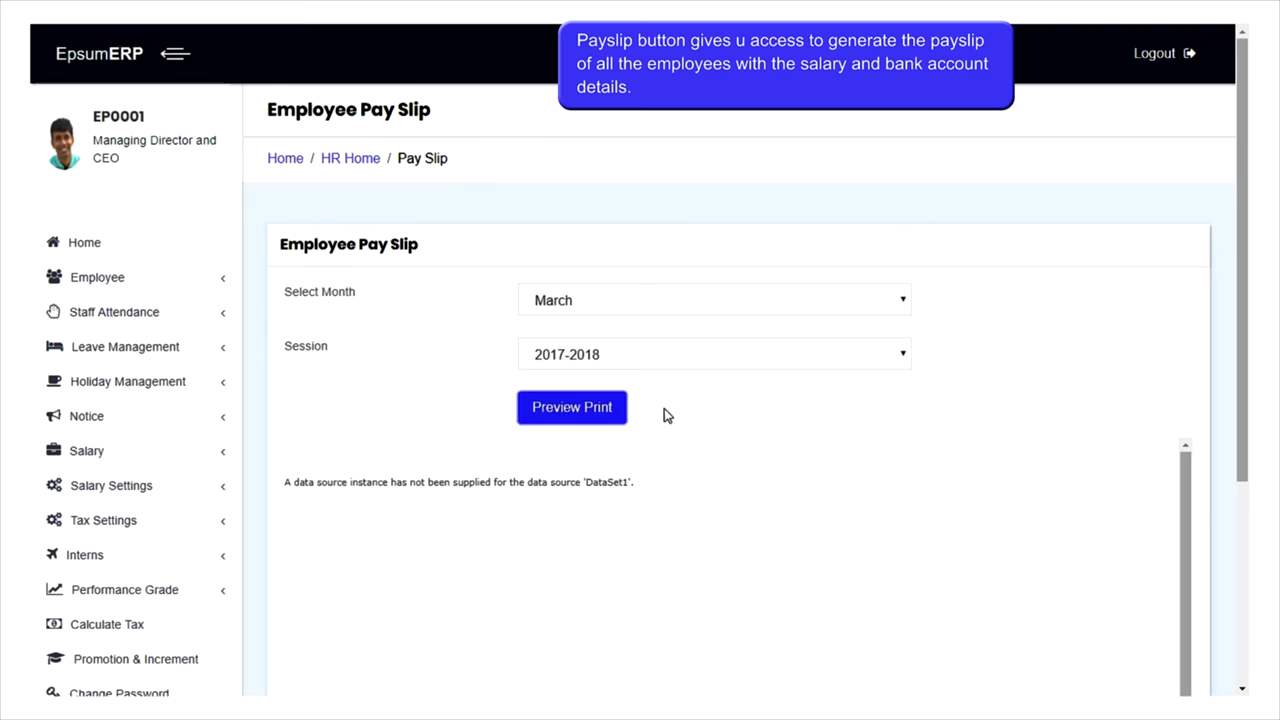 EpsumERP
Payslip button gives u access to generate the payslip
of all the employees with the salary and bank account
details.
Logout
EP0001
Managing Director and
CEO
Employee Pay Slip
Home / HR Home / Pay Slip
Home
Employee
Staff Attendance
Leave Management
Holiday Management
Notice
Salary
Salary Settings
Tax Settings
Interns
Performance Grade
Calculate Tax
Promotion & Increment
Change Password
Employee Pay Slip
Select Month
March
Session
2017-2018
Preview Print
A data source instance has not been supplied for the data source 'DataSet1'.